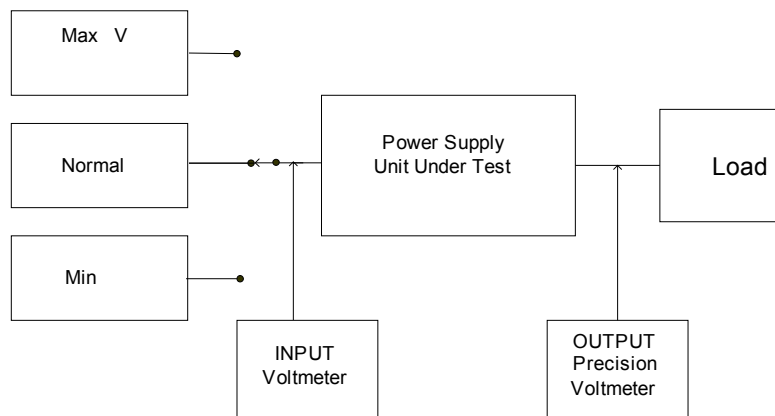 Max V
Normal
Min
Power Supply
Unit Under Test
Load
INPUT
Voltmeter
OUTPUT
Precision
Voltmeter